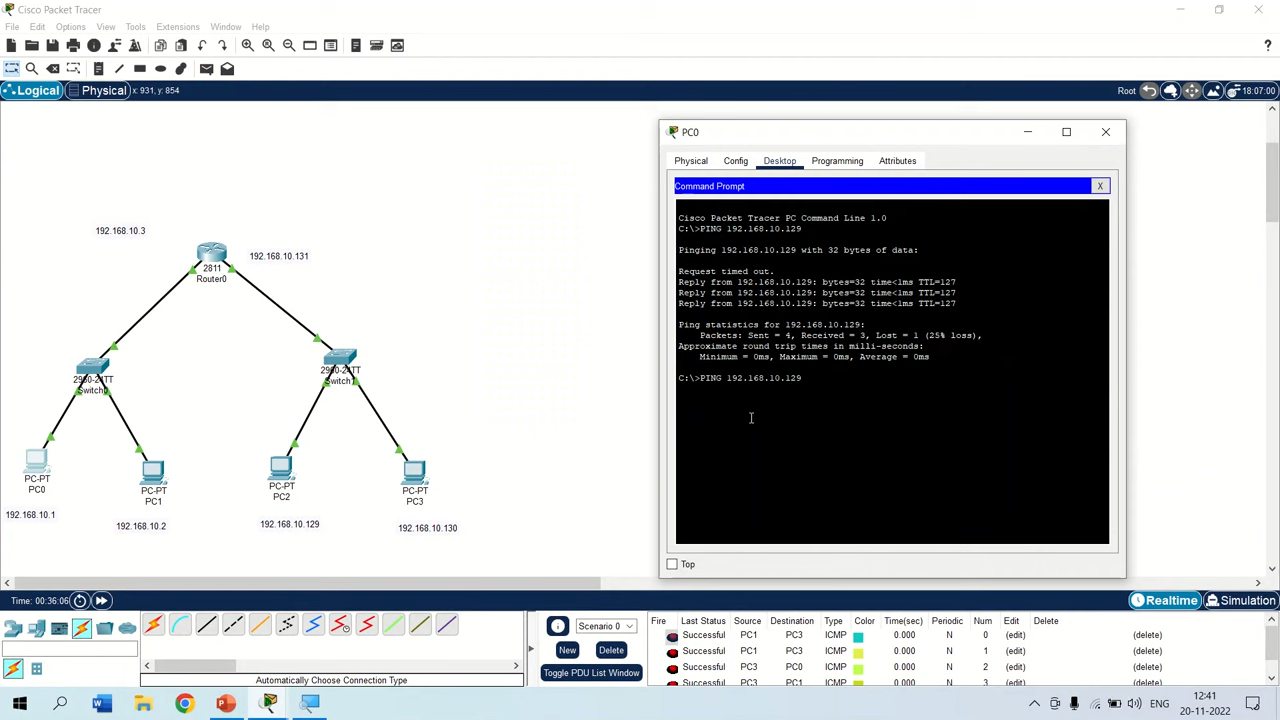 Cisco Packet Tracer
File Edit Options View Tools Extensions Window Help
Logical Physical x: 931, y: 854 Root 18:07:00
192.168.10.3
2811
Router0
192.168.10.131
2960-24TT
Switch0
2960-24TT
Switch1
PC-PT
PC0
PC-PT
PC1
PC-PT
PC2
PC-PT
PC3
192.168.10.1
192.168.10.2
192.168.10.129
192.168.10.130
PC0
Physical Config Desktop Programming Attributes
Command Prompt X
Cisco Packet Tracer PC Command Line 1.0
C:\>PING 192.168.10.129
Pinging 192.168.10.129 with 32 bytes of data:
Request timed out.
Reply from 192.168.10.129: bytes=32 time<1ms TTL=127
Reply from 192.168.10.129: bytes=32 time<1ms TTL=127
Reply from 192.168.10.129: bytes=32 time<1ms TTL=127
Ping statistics for 192.168.10.129:
Packets: Sent = 4, Received = 3, Lost = 1 (25% loss),
Approximate round trip times in milli-seconds:
Minimum = 0ms, Maximum = 0ms, Average = 0ms
C:\>PING 192.168.10.129
Top
Time: 00:36:06 Realtime Simulation
Scenario 0
New Delete
Toggle PDU List Window
Automatically Choose Connection Type
Fire Last Status Source Destination Type Color Time(sec) Periodic Num Edit Delete
Successful PC1 PC3 ICMP 0.000 N 0 (edit) (delete)
Successful PC1 PC3 ICMP 0.000 N 1 (edit) (delete)
Successful PC3 PC0 ICMP 0.000 N 2 (edit) (delete)
Successful PC3 PC1 ICMP 0.000 N 3 (edit) (delete)
ENG
12:41
20-11-2022